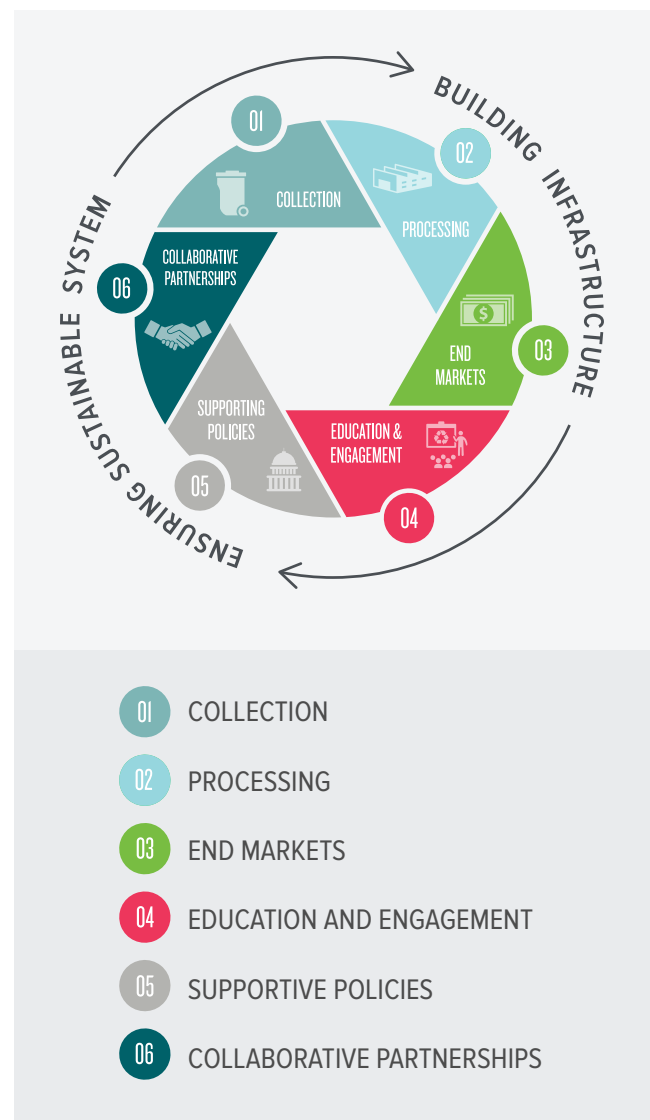 BUILDING INFRASTRUCTURE
ENSURING SUSTAINABLE SYSTEM
01
COLLECTION
02
PROCESSING
03
END
MARKETS
04
EDUCATION &
ENGAGEMENT
05
SUPPORTING
POLICIES
06
COLLABORATIVE
PARTNERSHIPS
01 COLLECTION
02 PROCESSING
03 END MARKETS
04 EDUCATION AND ENGAGEMENT
05 SUPPORTIVE POLICIES
06 COLLABORATIVE PARTNERSHIPS